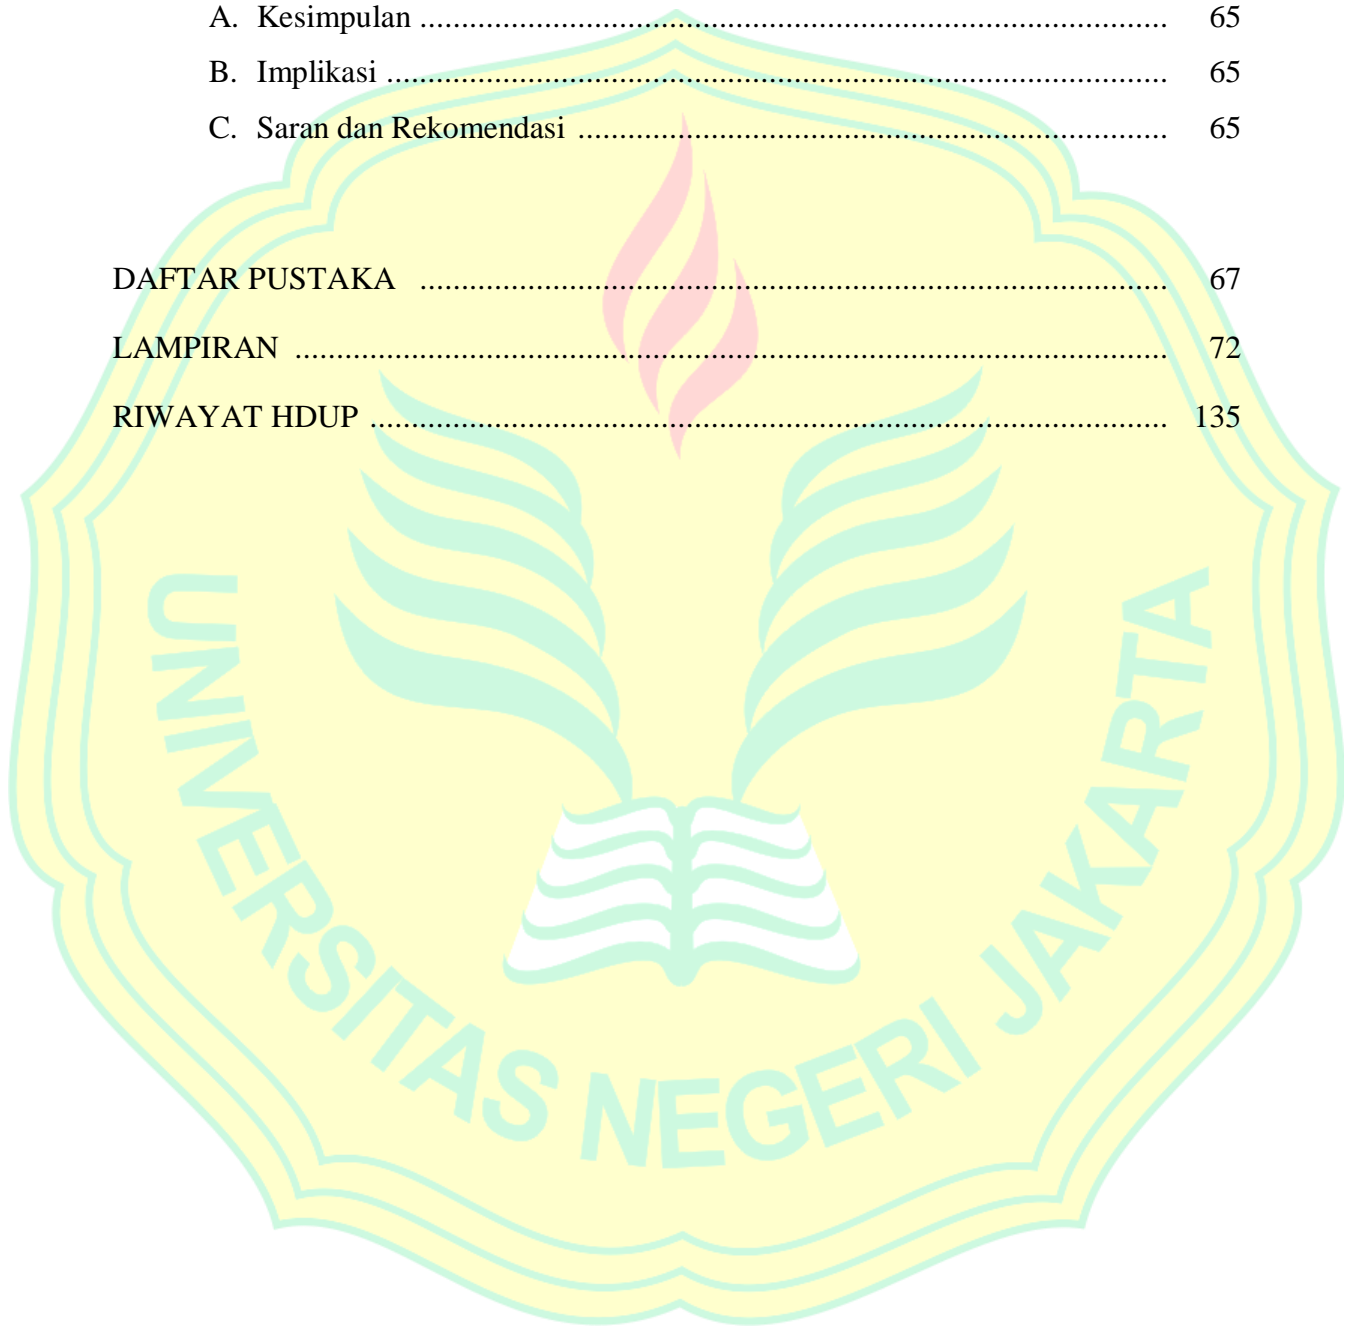 A. Kesimpulan ........................................................................................... 65
B. Implikasi ............................................................................................... 65
C. Saran dan Rekomendasi ........................................................................ 65
DAFTAR PUSTAKA ........................................................................................... 67
LAMPIRAN .......................................................................................................... 72
RIWAYAT HDUP ................................................................................................. 135
UNIVERSITAS NEGERI JAKARTA